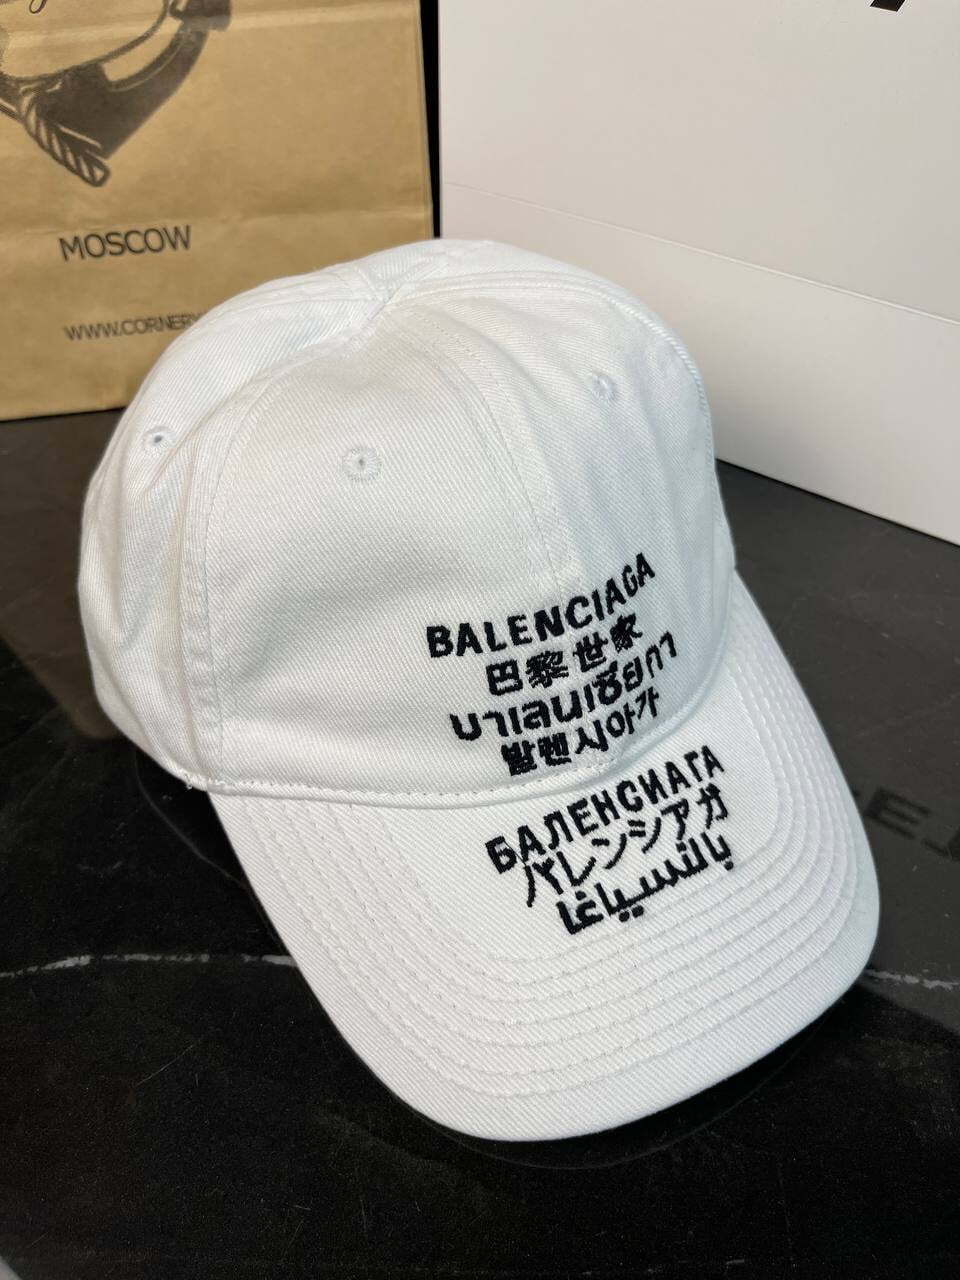 MOSCOW
WWW.CORNERY
BALENCIAGA
巴黎世家
บาเลนเซียกา
발렌시아가
БАЛЕНСИАГА
バレンシアガ
بالنسياغا